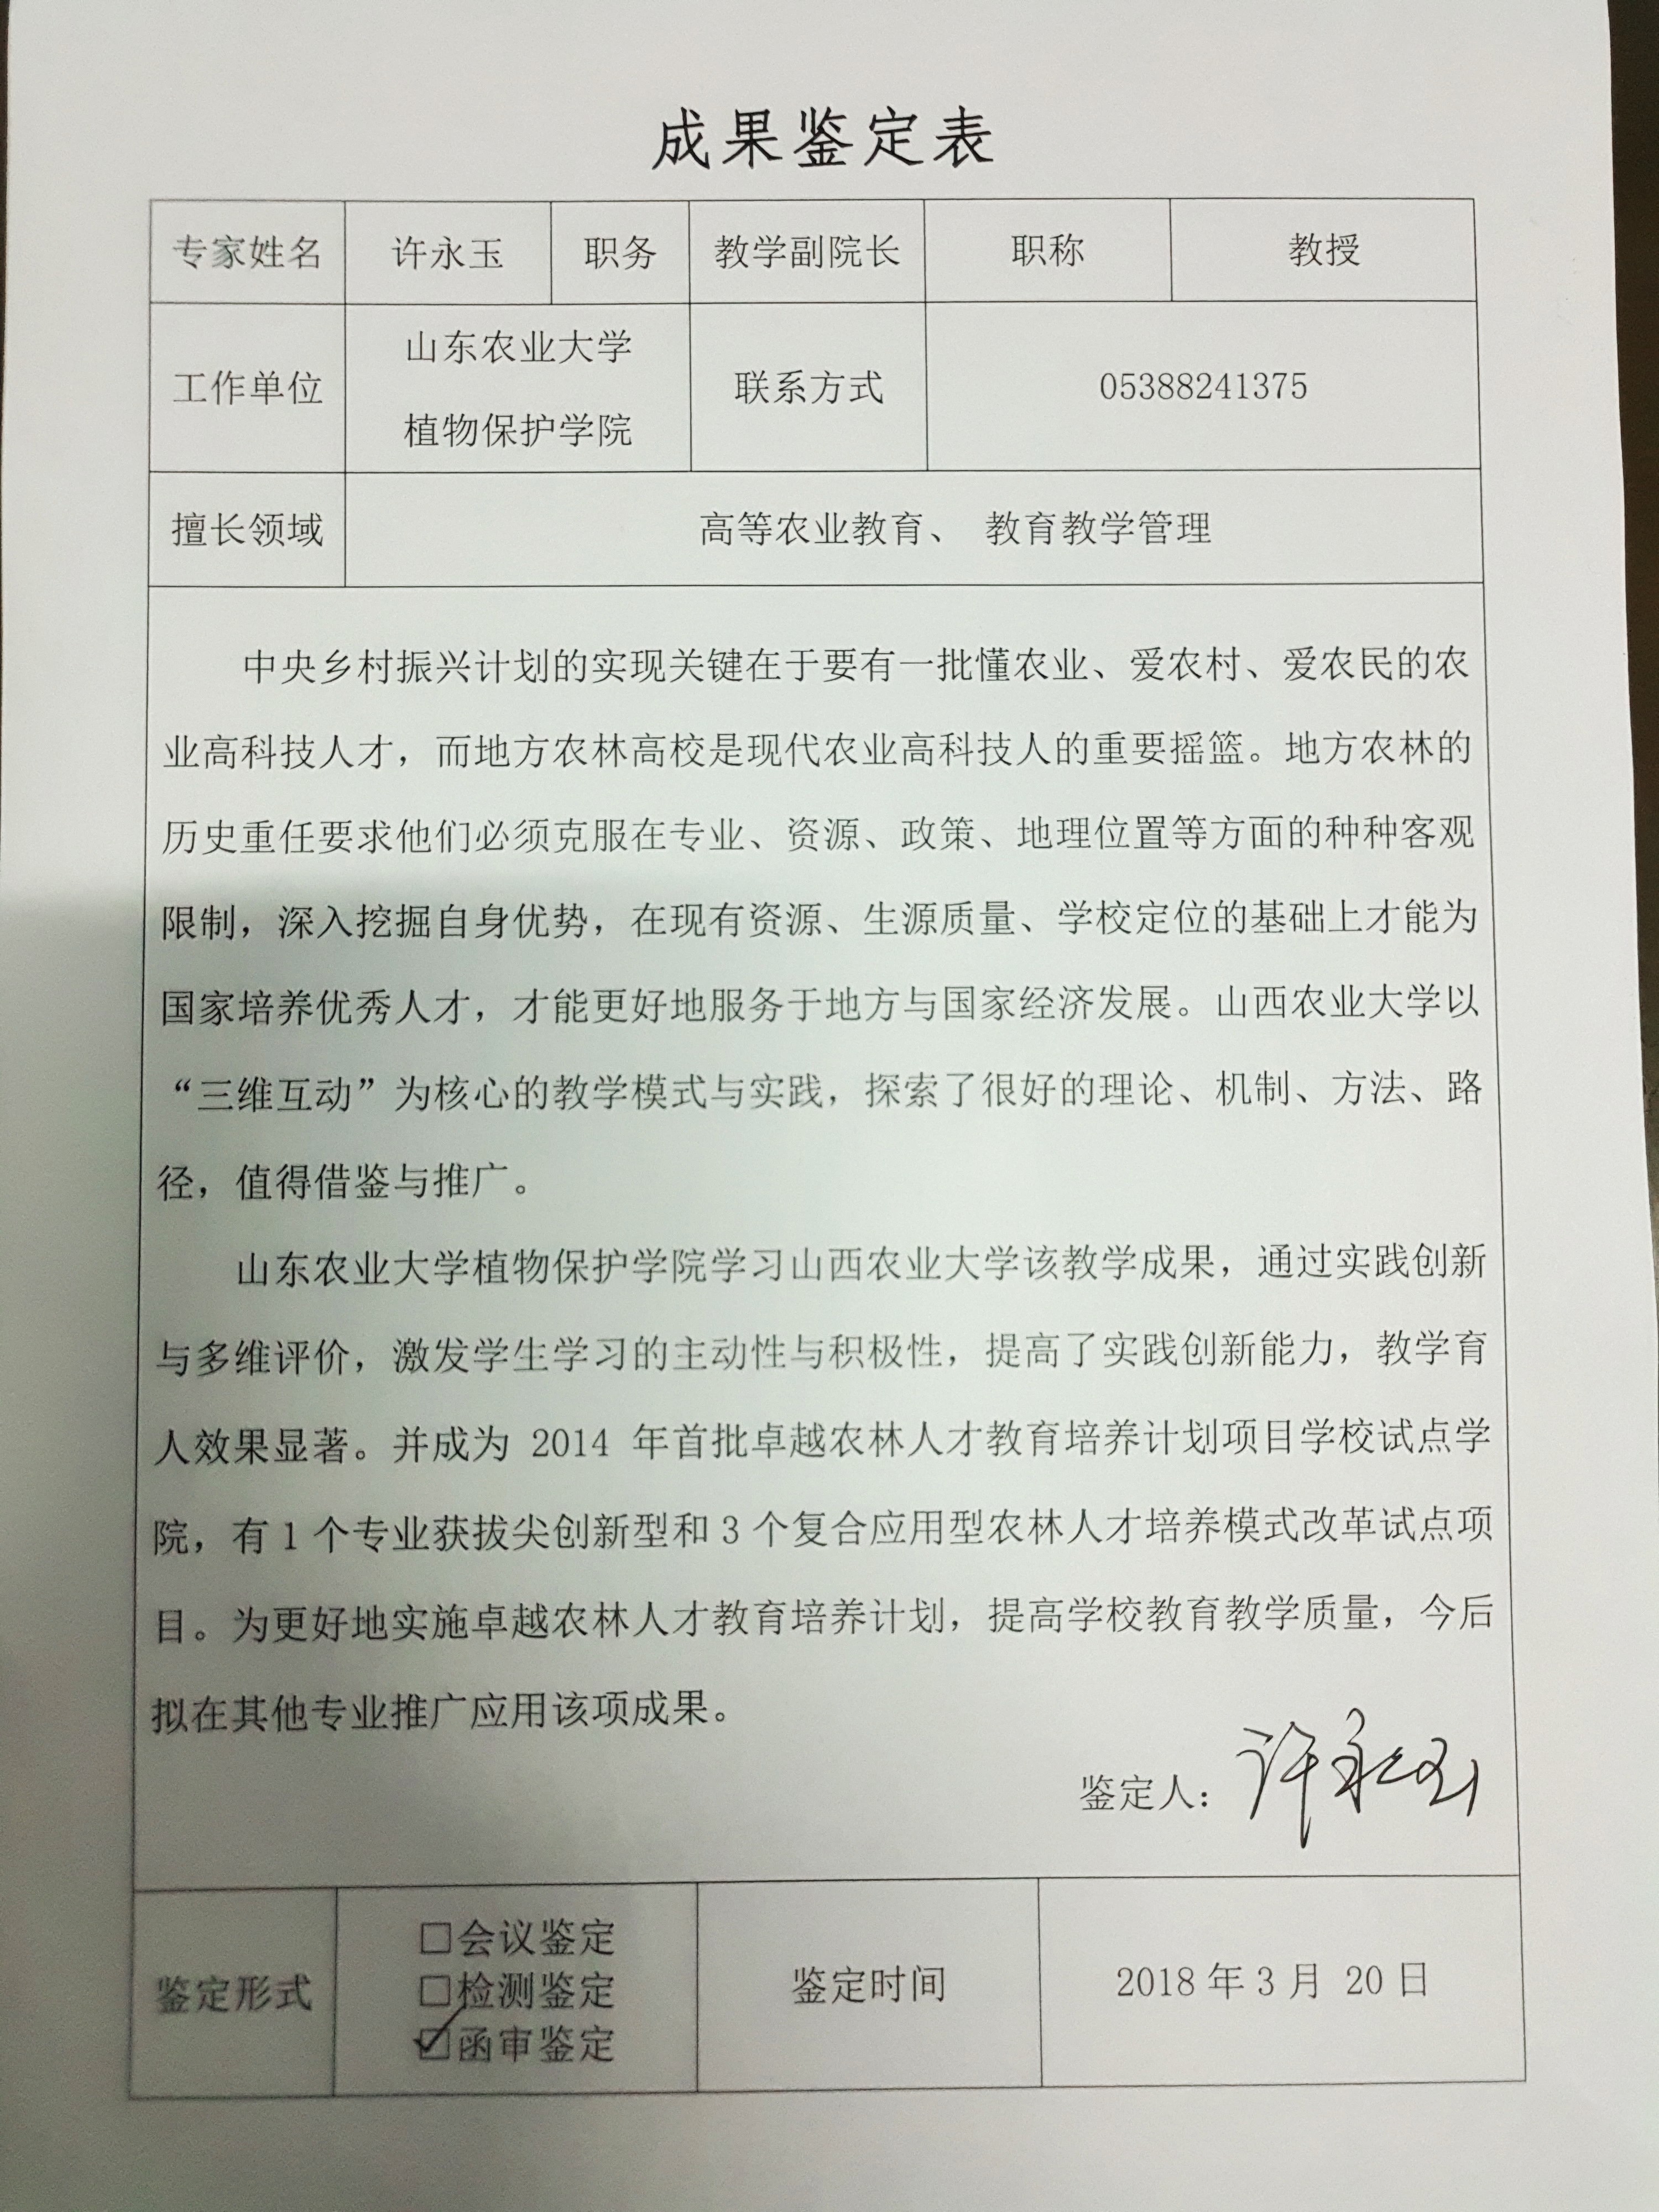 成果鉴定表
专家姓名 许永玉 职务 教学副院长 职称 教授
工作单位 山东农业大学 植物保护学院 联系方式 05388241375
擅长领域 高等农业教育、 教育教学管理
中央乡村振兴计划的实现关键在于要有一批懂农业、爱农村、爱农民的农
业高科技人才，而地方农林高校是现代农业高科技人的重要摇篮。地方农林的
历史重任要求他们必须克服在专业、资源、政策、地理位置等方面的种种客观
限制，深入挖掘自身优势，在现有资源、生源质量、学校定位的基础上才能为
国家培养优秀人才，才能更好地服务于地方与国家经济发展。山西农业大学以
“三维互动”为核心的教学模式与实践，探索了很好的理论、机制、方法、路
径，值得借鉴与推广。
山东农业大学植物保护学院学习山西农业大学该教学成果，通过实践创新
与多维评价，激发学生学习的主动性与积极性，提高了实践创新能力，教学育
人效果显著。并成为 2014 年首批卓越农林人才教育培养计划项目学校试点学
院，有1个专业获拔尖创新型和3个复合应用型农林人才培养模式改革试点项
目。为更好地实施卓越农林人才教育培养计划，提高学校教育教学质量，今后
拟在其他专业推广应用该项成果。
鉴定人：许永玉
鉴定形式
□会议鉴定
□检测鉴定
☑函审鉴定
鉴定时间 2018年3月 20日